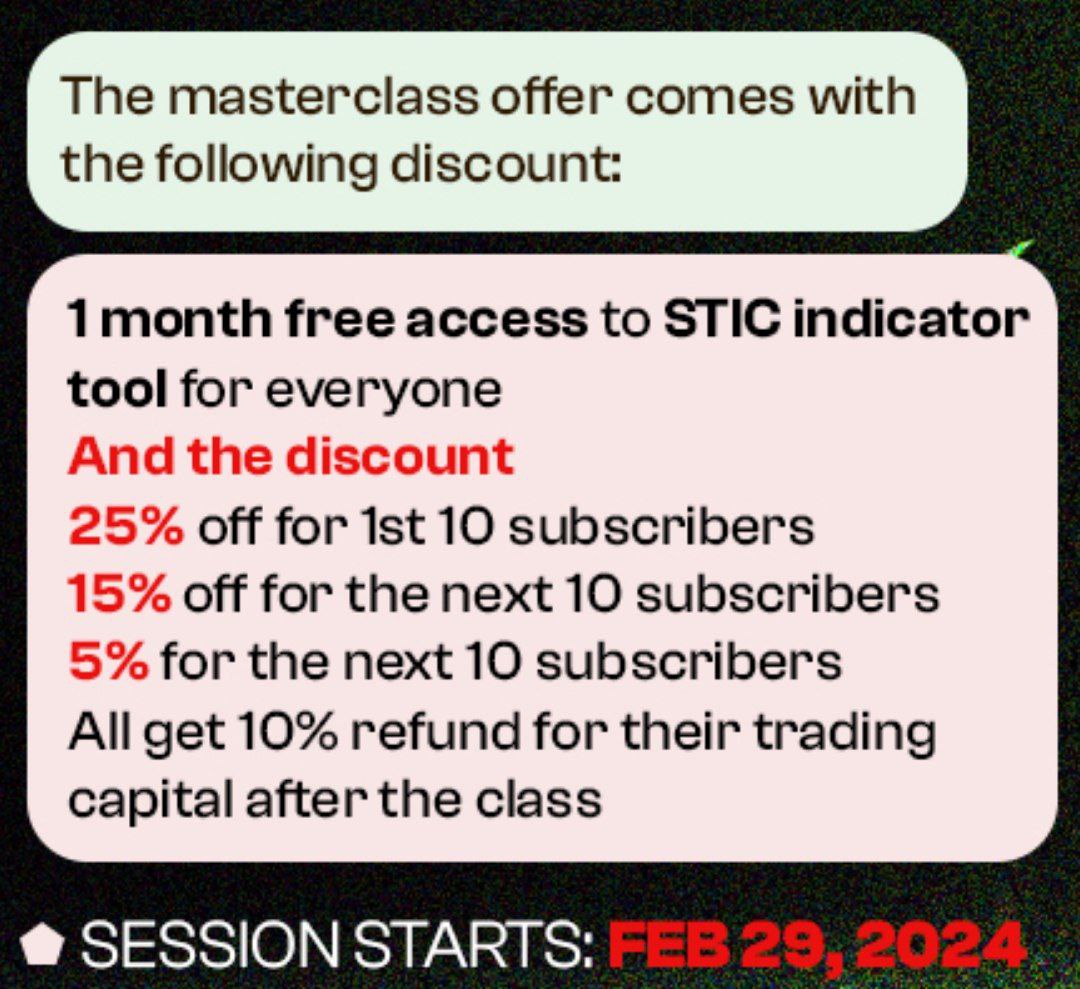 The masterclass offer comes with
the following discount:
1 month free access to STIC indicator
tool for everyone
And the discount
25% off for 1st 10 subscribers
15% off for the next 10 subscribers
5% for the next 10 subscribers
All get 10% refund for their trading
capital after the class
SESSION STARTS: FEB 29, 2024